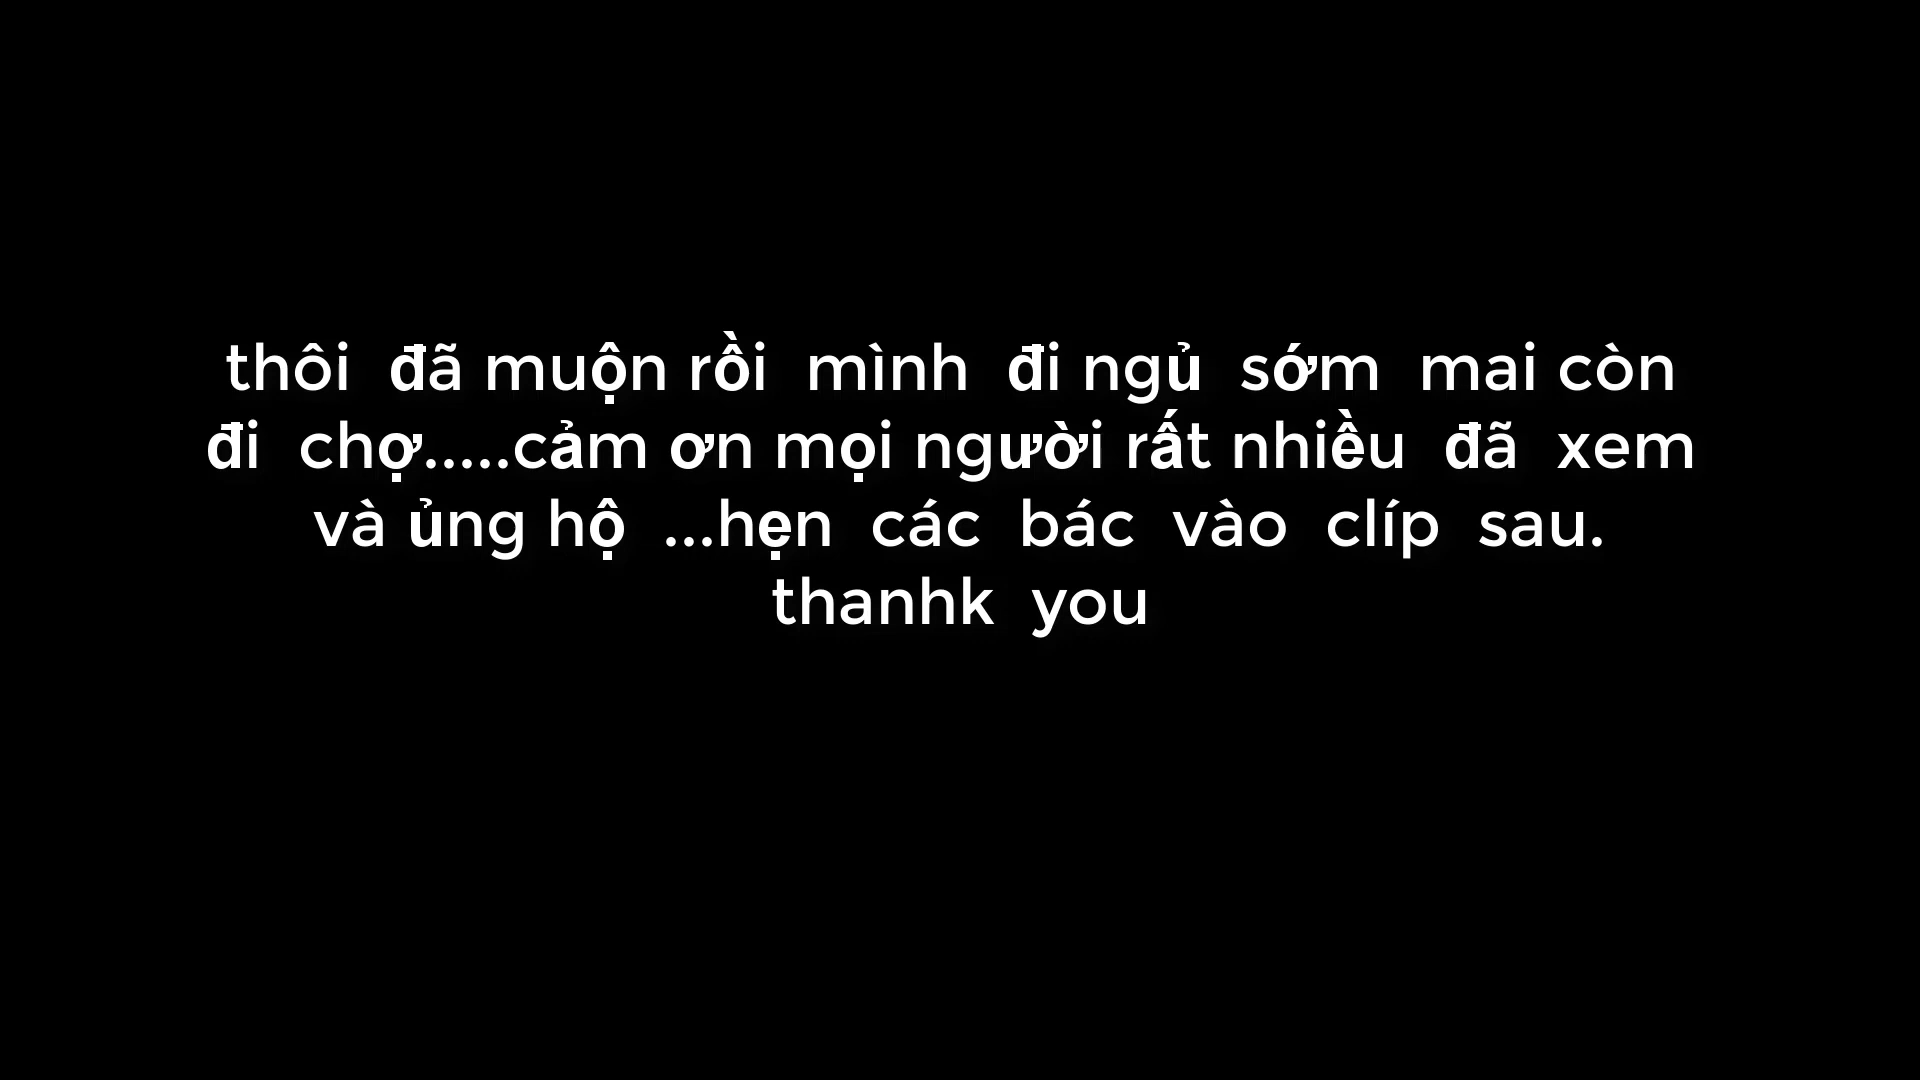 thôi đã muộn rồi mình đi ngủ sớm mai còn
đi chợ.....cảm ơn mọi người rất nhiều đã xem
và ủng hộ ...hẹn các bác vào clíp sau.
thanhk you